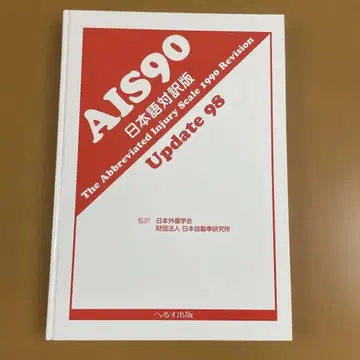 AIS90
日本語対訳版
The Abbreviated Injury Scale 1990 Revision
Update 98
監訳 日本外傷学会
財団法人 日本自動車研究所
へるす出版